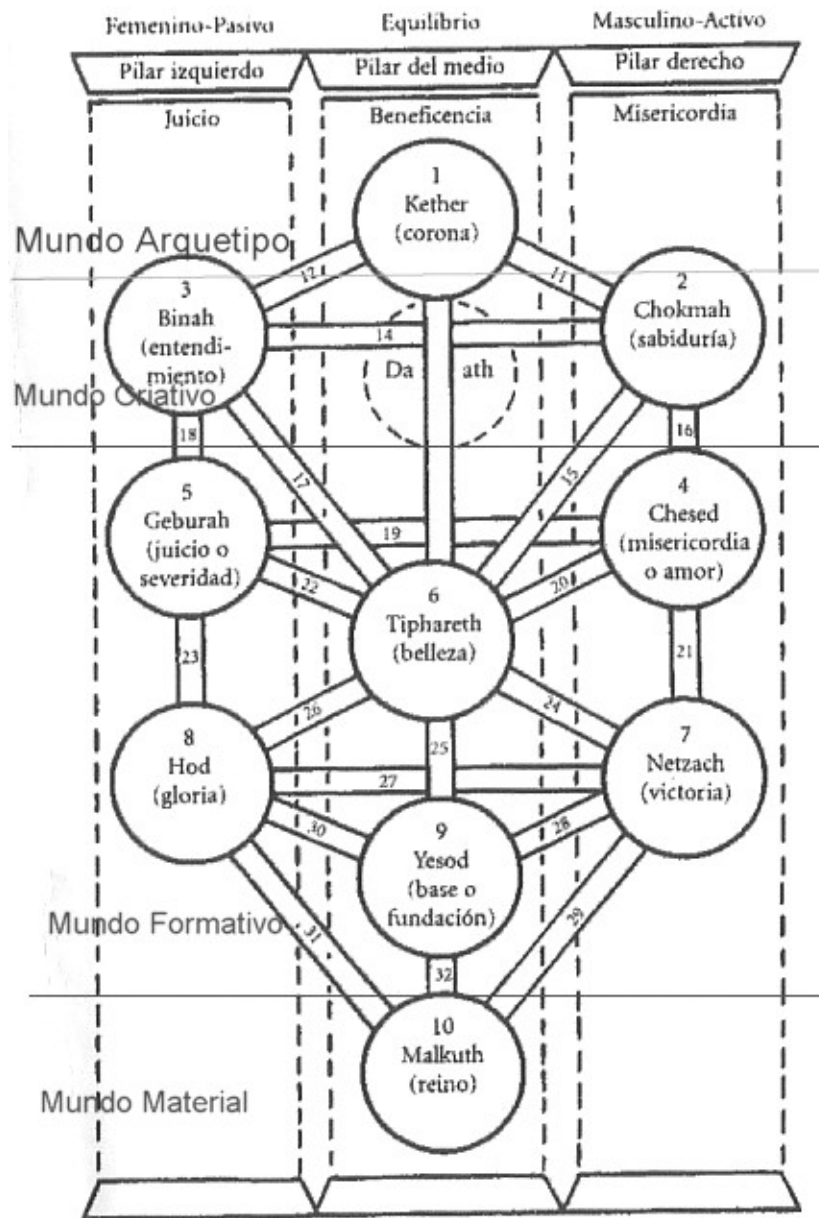 Femenino-Pasivo
Equilíbrio
Masculino-Activo
Pilar izquierdo
Pilar del medio
Pilar derecho
Juicio
Beneficencia
Misericordia
1
Kether
(corona)
Mundo Arquetipo
12
11
3
Binah
(entendi-
miento)
2
Chokmah
(sabiduría)
14
Da ath
Mundo Criativo
18
16
17
15
5
Geburah
(juicio o
severidad)
4
Chesed
(misericordia
o amor)
19
22
20
6
Tiphareth
(belleza)
23
21
26
24
8
Hod
(gloria)
25
7
Netzach
(victoria)
27
30
28
9
Yesod
(base o
fundación)
Mundo Formativo
31
29
32
10
Malkuth
(reino)
Mundo Material